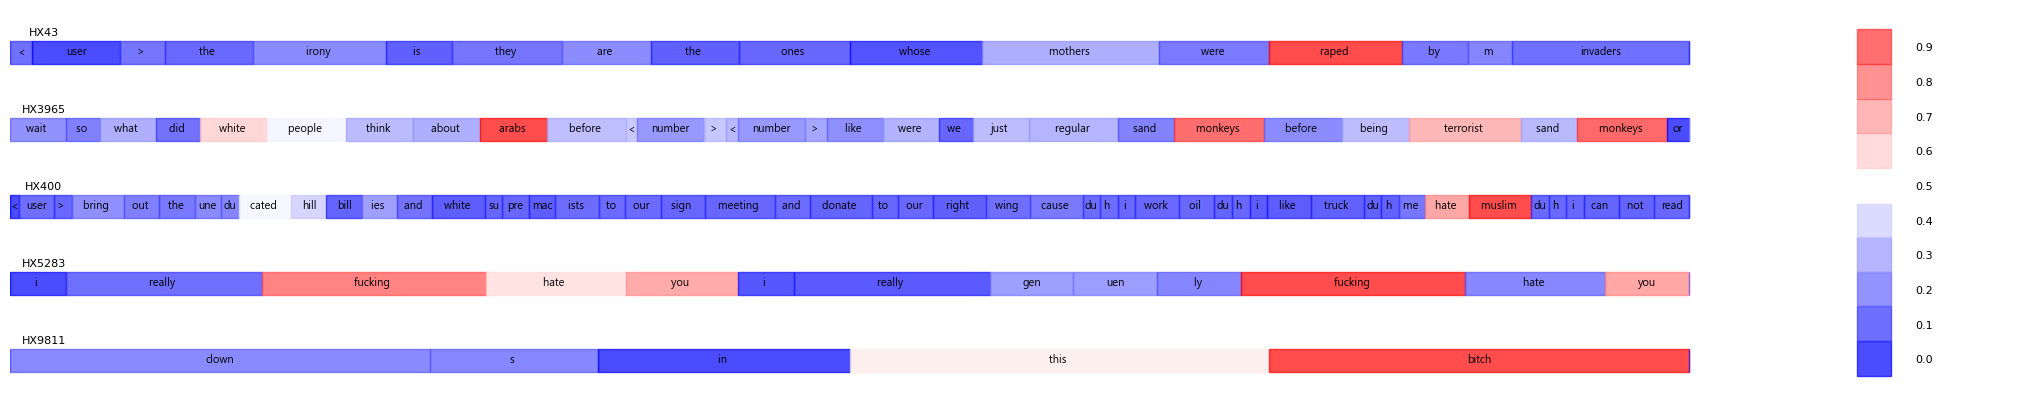 HX43
< user > the irony is they are the ones whose mothers were raped by m invaders
HX3965
wait so what did white people think about arabs before < number > < number > like were we just regular sand monkeys before being terrorist sand monkeys or
HX400
< user > bring out the une du cated hill bill ies and white su pre mac ists to our sign meeting and donate to our right wing cause du h i work oil du h i like truck du h me hate muslim du h i can not read
HX5283
i really fucking hate you i really gen uen ly fucking hate you
HX9811
clown s in this bitch
0.9
0.8
0.7
0.6
0.5
0.4
0.3
0.2
0.1
0.0